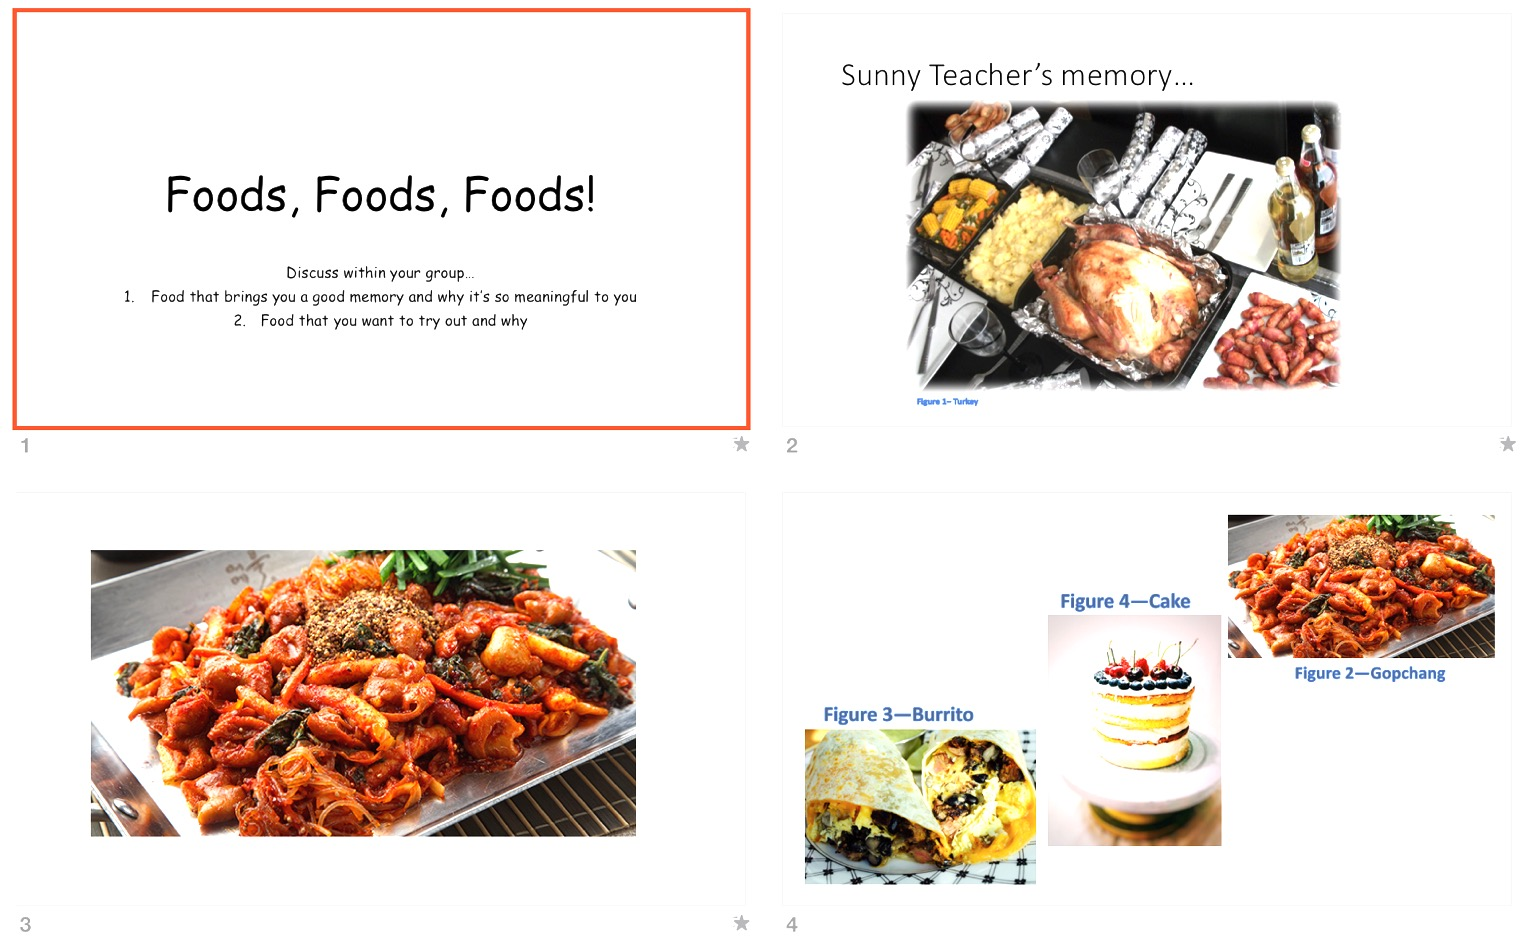 Foods, Foods, Foods!
Discuss within your group...
1. Food that brings you a good memory and why it's so meaningful to you
2. Food that you want to try out and why
1
Sunny Teacher's memory...
Figure 1– Turkey
2
3
Figure 4—Cake
Figure 2—Gopchang
Figure 3—Burrito
4